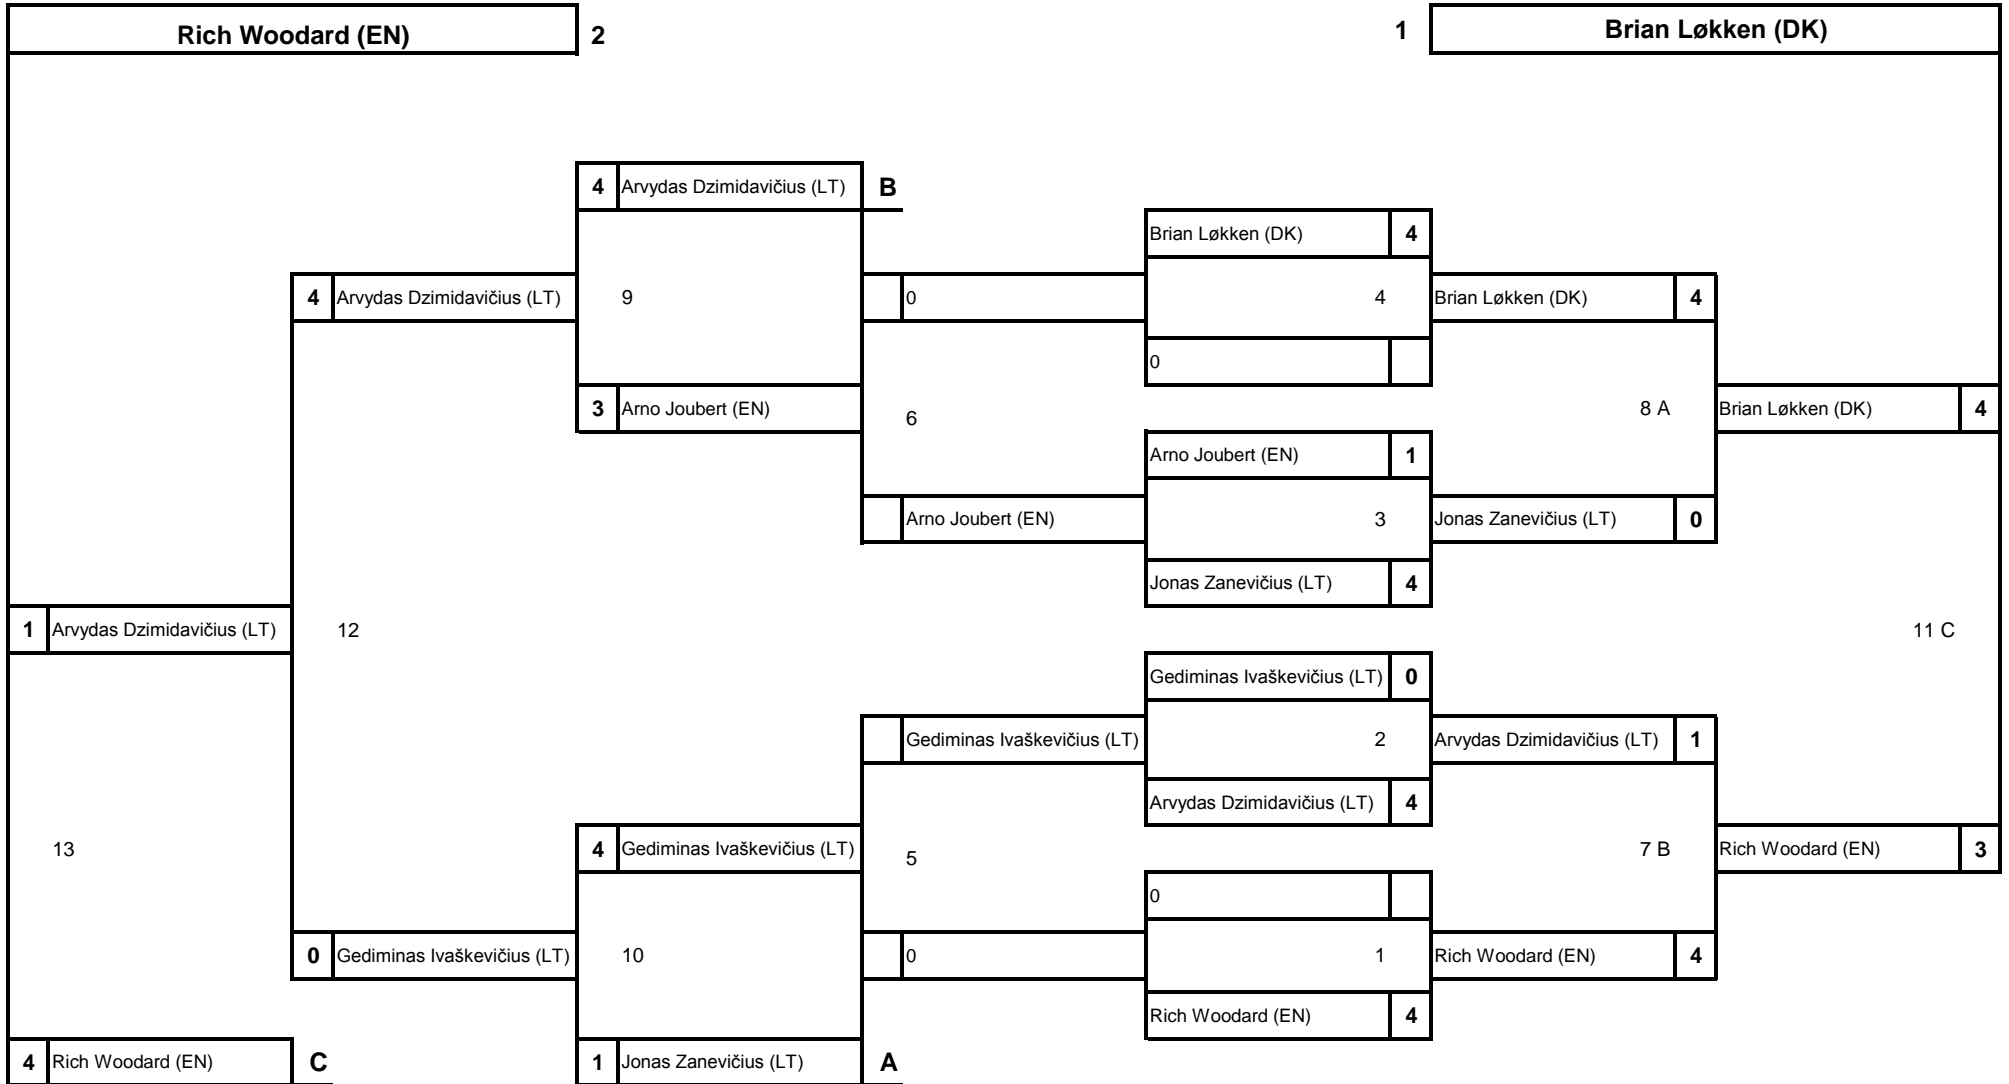 Rich Woodard (EN) 2 1 Brian Løkken (DK)
4 Arvydas Dzimidavičius (LT) B
Brian Løkken (DK) 4
4 Arvydas Dzimidavičius (LT) 9 0 4 Brian Løkken (DK) 4
0
3 Arno Joubert (EN) 6 8 A Brian Løkken (DK) 4
Arno Joubert (EN) 1
Arno Joubert (EN) 3 Jonas Zanevičius (LT) 0
Jonas Zanevičius (LT) 4
1 Arvydas Dzimidavičius (LT) 12 11 C
Gediminas Ivaškevičius (LT) 0
Gediminas Ivaškevičius (LT) 2 Arvydas Dzimidavičius (LT) 1
Arvydas Dzimidavičius (LT) 4
13 4 Gediminas Ivaškevičius (LT) 5 7 B Rich Woodard (EN) 3
0
0 Gediminas Ivaškevičius (LT) 10 0 1 Rich Woodard (EN) 4
Rich Woodard (EN) 4
4 Rich Woodard (EN) C 1 Jonas Zanevičius (LT) A